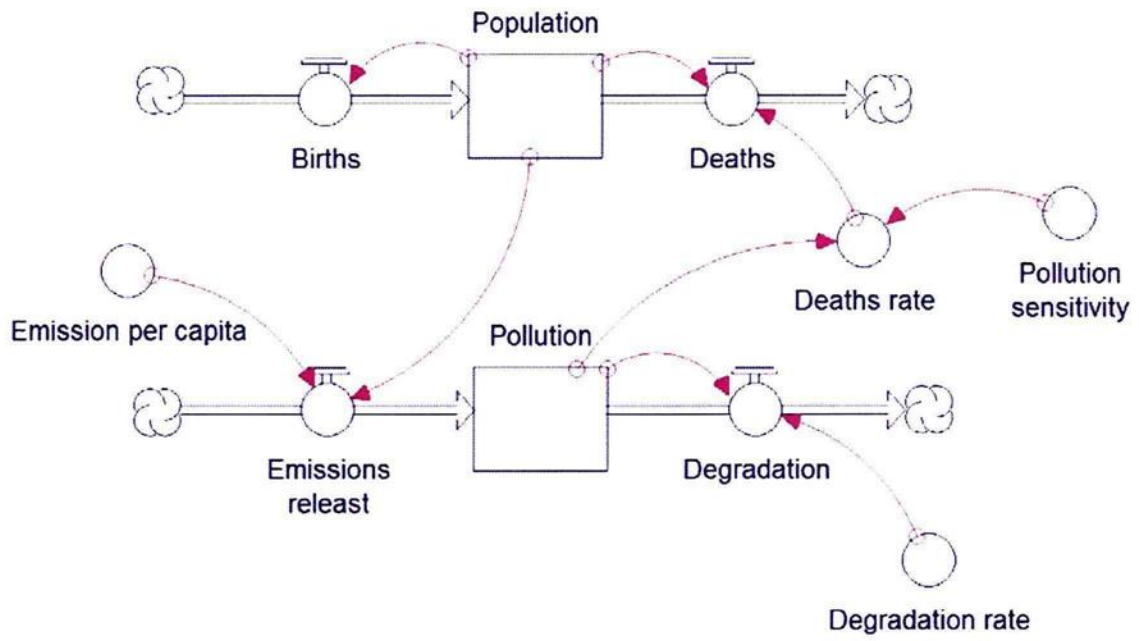 Population
Births
Deaths
Emission per capita
Deaths rate
Pollution
sensitivity
Pollution
Emissions
releast
Degradation
Degradation rate